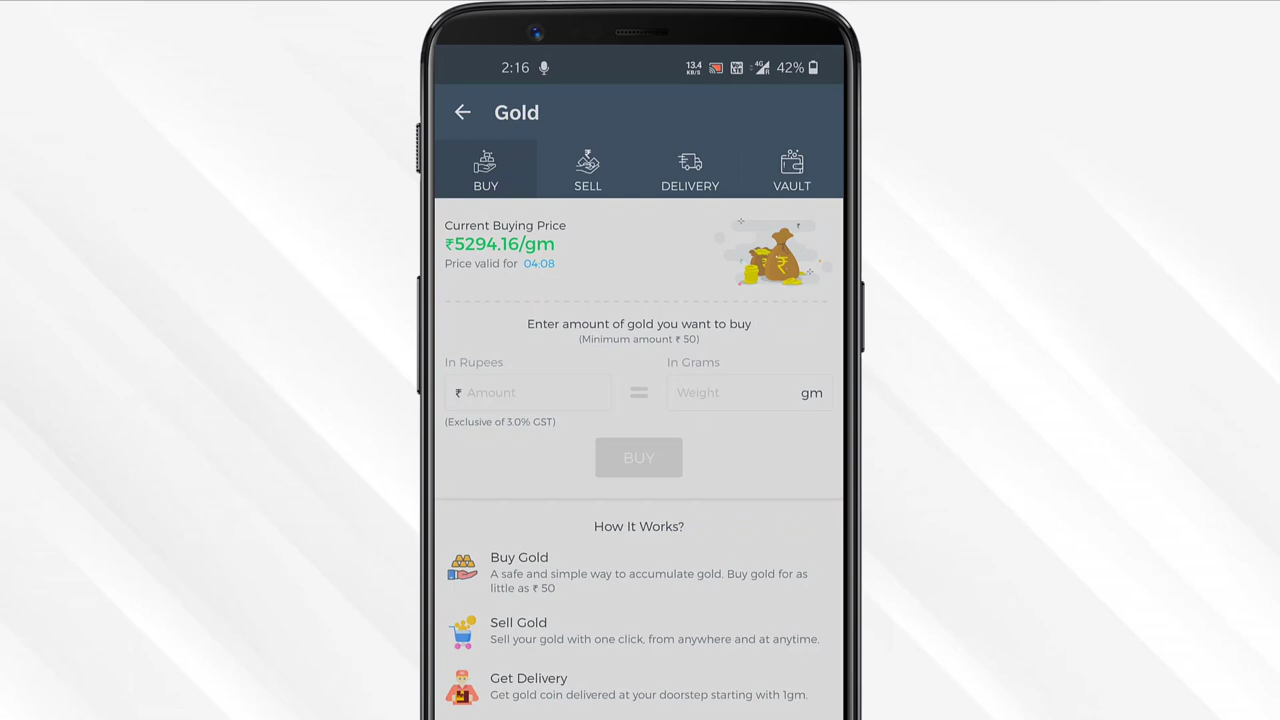 2:16
13.4
KB/S
Vo
LTE
4G
R
42%
Gold
BUY
SELL
DELIVERY
VAULT
Current Buying Price
₹5294.16/gm
Price valid for 04:08
Enter amount of gold you want to buy
(Minimum amount ₹ 50)
In Rupees
In Grams
₹ Amount
Weight
gm
(Exclusive of 3.0% GST)
BUY
How It Works?
Buy Gold
A safe and simple way to accumulate gold. Buy gold for as
little as ₹ 50
Sell Gold
Sell your gold with one click, from anywhere and at anytime.
Get Delivery
Get gold coin delivered at your doorstep starting with 1gm.